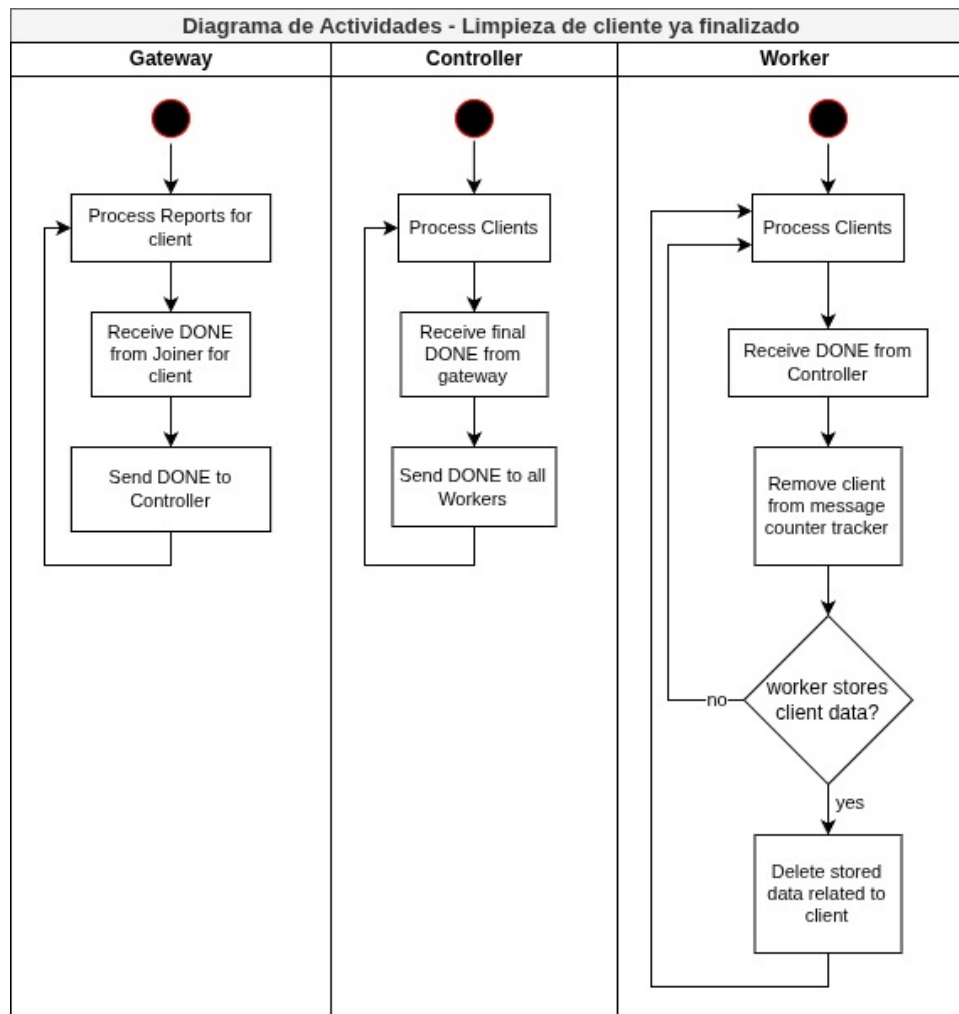 Diagrama de Actividades - Limpieza de cliente ya finalizado
Gateway
Controller
Worker
Process Reports for
client
Receive DONE
from Joiner for
client
Send DONE to
Controller
Process Clients
Receive final
DONE from
gateway
Send DONE to all
Workers
Process Clients
Receive DONE from
Controller
Remove client
from message
counter tracker
worker stores
client data?
no
yes
Delete stored
data related to
client